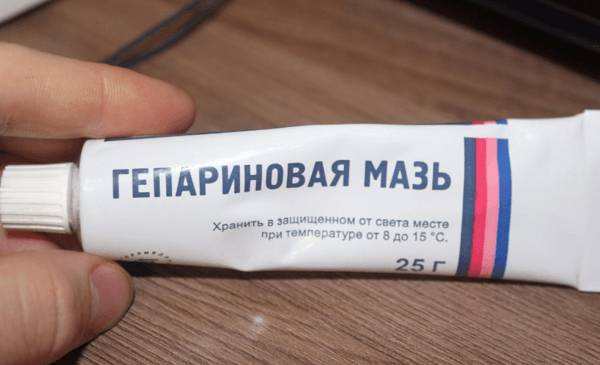 ГЕПАРИНОВАЯ МАЗЬ
Хранить в защищенном от света месте
при температуре от 8 до 15 °С.
25 Г